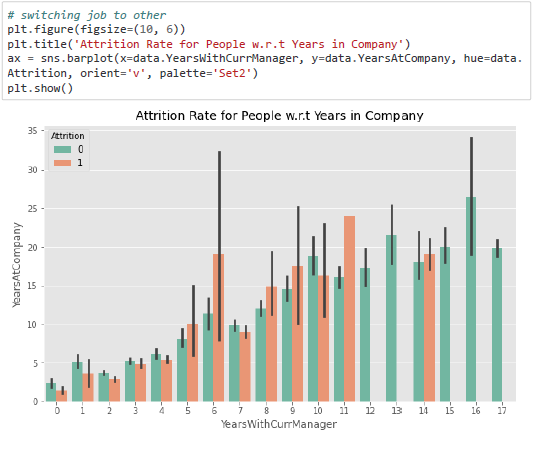 # switching job to other
plt.figure(figsize=(10, 6))
plt.title('Attrition Rate for People w.r.t Years in Company')
ax = sns.barplot(x=data.YearsWithCurrManager, y=data.YearsAtCompany, hue=data.
Attrition, orient='v', palette='Set2')
plt.show()
Attrition Rate for People w.r.t Years in Company
Attrition
0
1
35
30
25
20
15
10
5
0
YearsAtCompany
0 1 2 3 4 5 6 7 8 9 10 11 12 13 14 15 16 17
YearsWithCurrManager